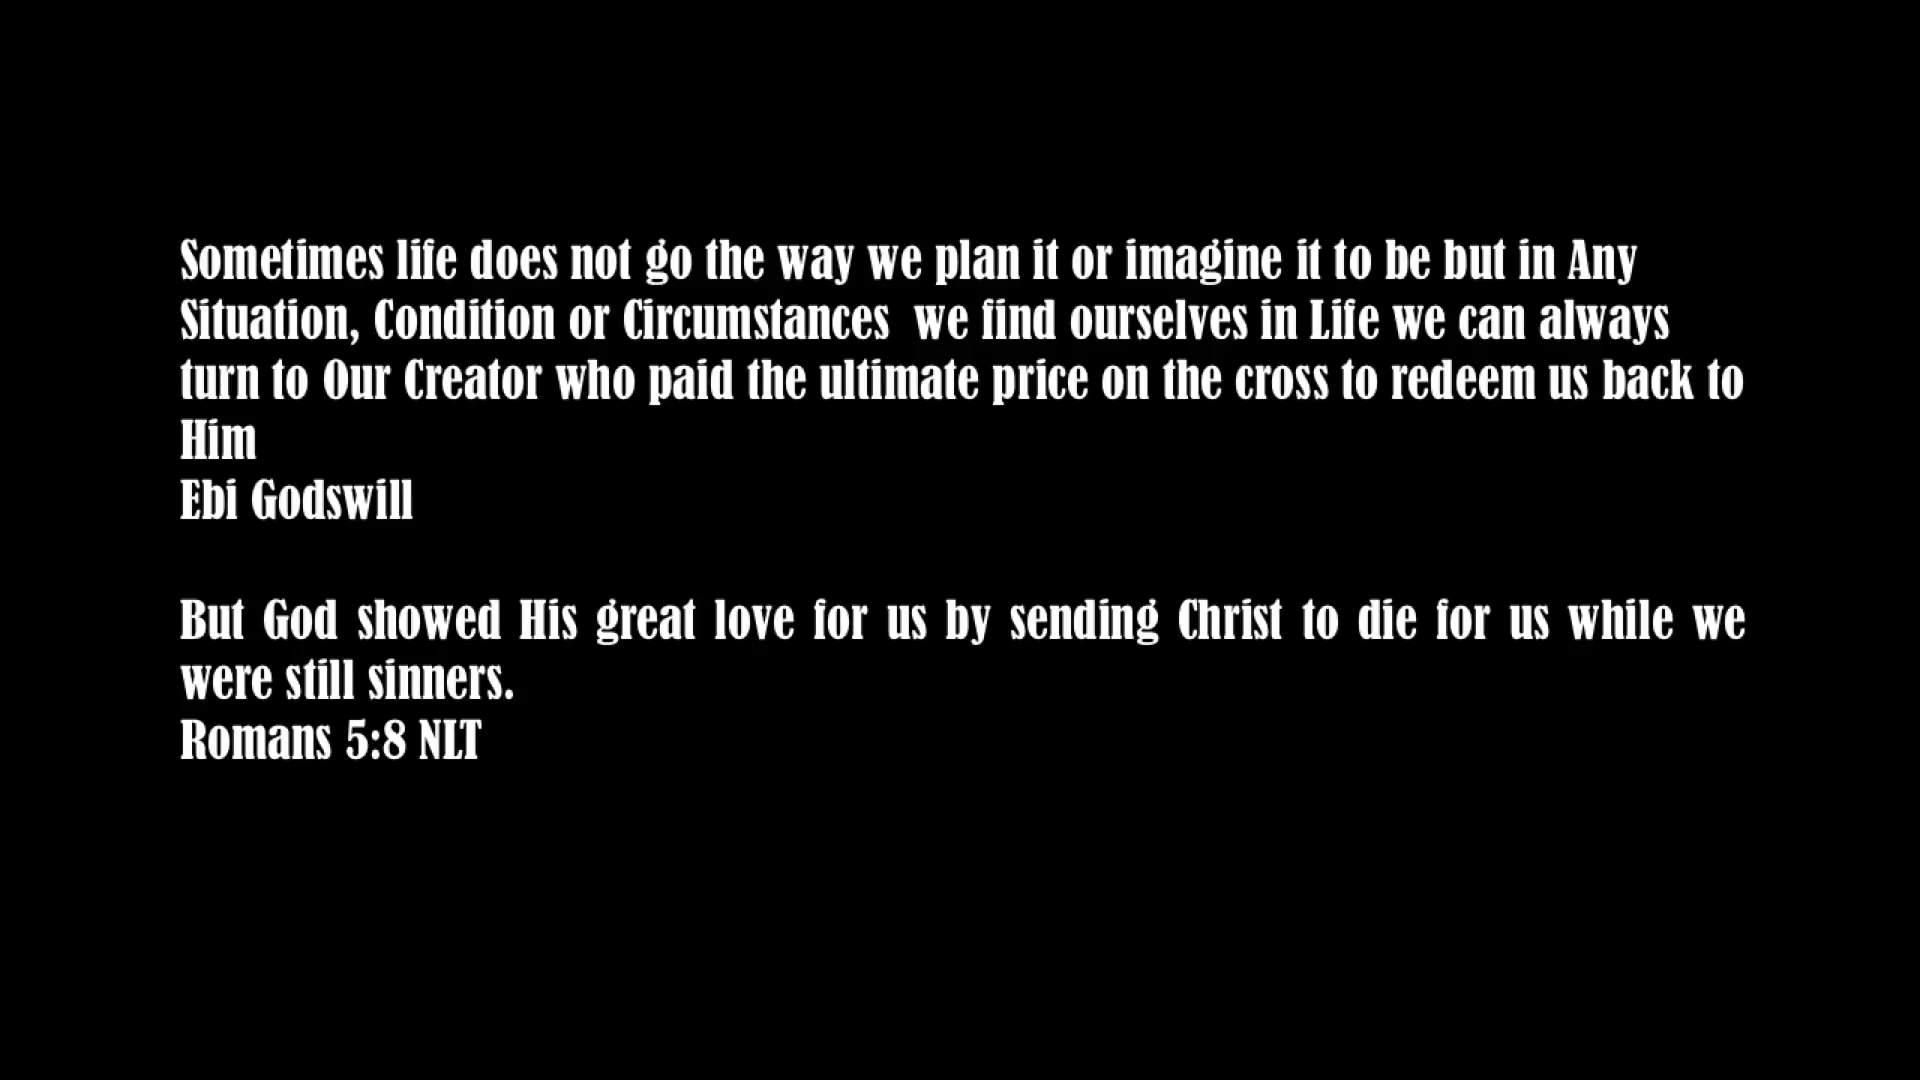 Sometimes life does not go the way we plan it or imagine it to be but in Any
Situation, Condition or Circumstances  we find ourselves in Life we can always
turn to Our Creator who paid the ultimate price on the cross to redeem us back to
Him
Ebi Godswill
But God showed His great love for us by sending Christ to die for us while we
were still sinners.
Romans 5:8 NLT